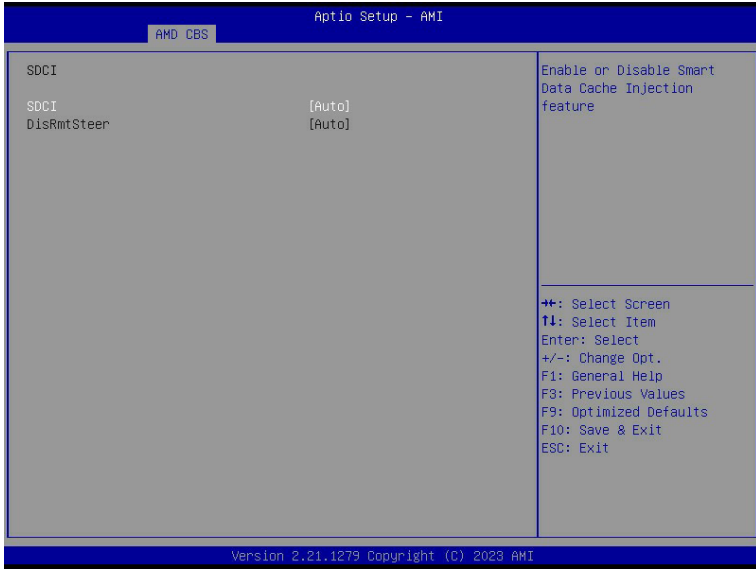 Aptio Setup - AMI
AMD CBS
SDCI
SDCI [Auto]
DisRmtSteer [Auto]
Enable or Disable Smart
Data Cache Injection
feature
→←: Select Screen
↑↓: Select Item
Enter: Select
+/-: Change Opt.
F1: General Help
F3: Previous Values
F9: Optimized Defaults
F10: Save & Exit
ESC: Exit
Version 2.21.1279 Copyright (C) 2023 AMI